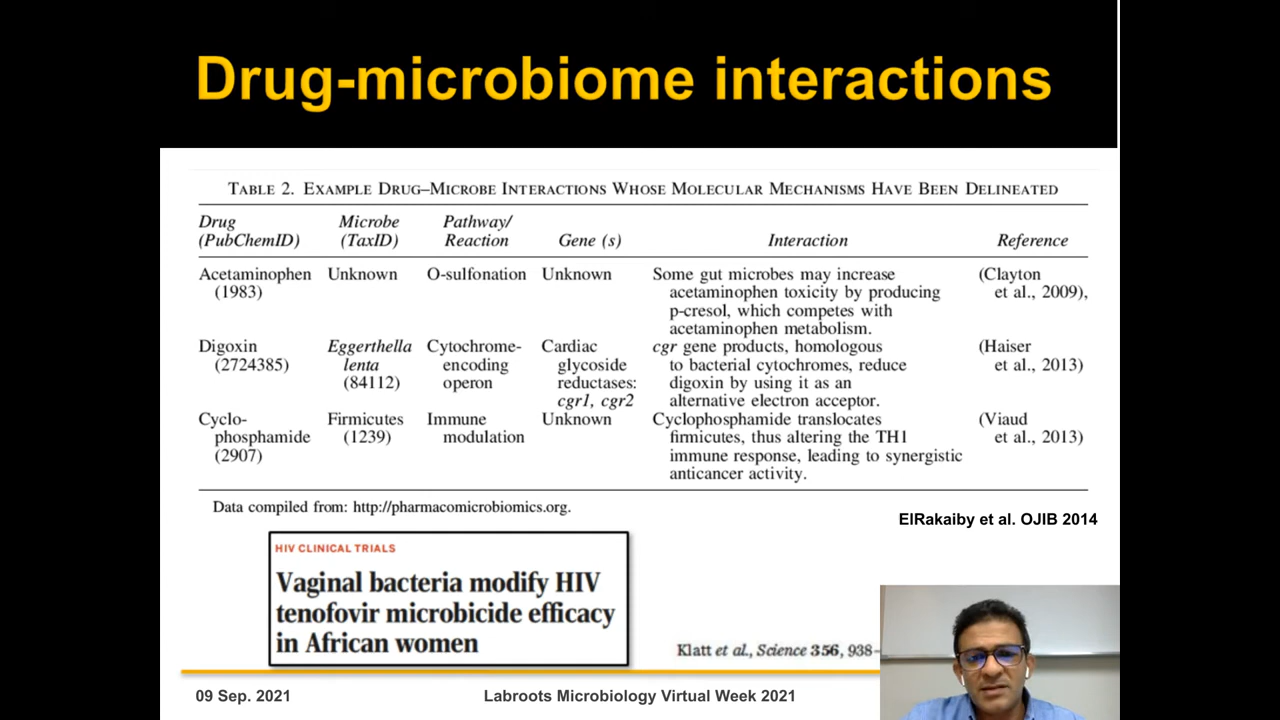 Drug-microbiome interactions
TABLE 2. EXAMPLE DRUG–MICROBE INTERACTIONS WHOSE MOLECULAR MECHANISMS HAVE BEEN DELINEATED
Drug (PubChemID) Microbe (TaxID) Pathway/ Reaction Gene (s) Interaction Reference
Acetaminophen Unknown O-sulfonation Unknown Some gut microbes may increase (Clayton
(1983) acetaminophen toxicity by producing et al., 2009),
p-cresol, which competes with
acetaminophen metabolism.
Digoxin Eggerthella Cytochrome- Cardiac cgr gene products, homologous (Haiser
(2724385) lenta encoding glycoside to bacterial cytochromes, reduce et al., 2013)
(84112) operon reductases: digoxin by using it as an
cgr1, cgr2 alternative electron acceptor.
Cyclo- Firmicutes Immune Unknown Cyclophosphamide translocates (Viaud
phosphamide (1239) modulation firmicutes, thus altering the TH1 et al., 2013)
(2907) immune response, leading to synergistic
anticancer activity.
Data compiled from: http://pharmacomicrobiomics.org.
ElRakaiby et al. OJIB 2014
HIV CLINICAL TRIALS
Vaginal bacteria modify HIV
tenofovir microbicide efficacy
in African women
Klatt et al., Science 356, 938–
09 Sep. 2021 Labroots Microbiology Virtual Week 2021